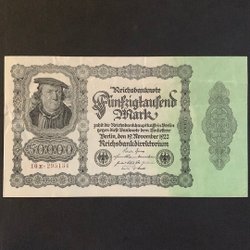 Reichsbanknote
Fünfzigtausend
Mark
zahlt die Reichsbankhauptkasse in Berlin
gegen diese Banknote dem Einlieferer
Berlin, den 19. November 1922
Reichsbankdirektorium
50000